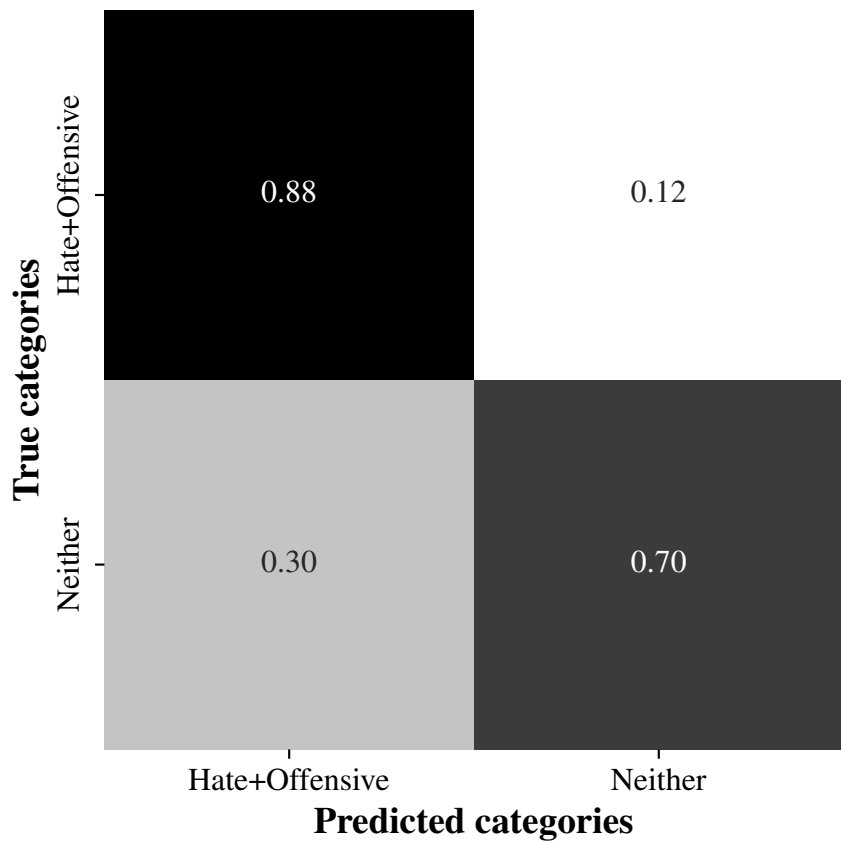 Hate+Offensive
0.88
0.12
True categories
Neither
0.30
0.70
Hate+Offensive
Neither
Predicted categories